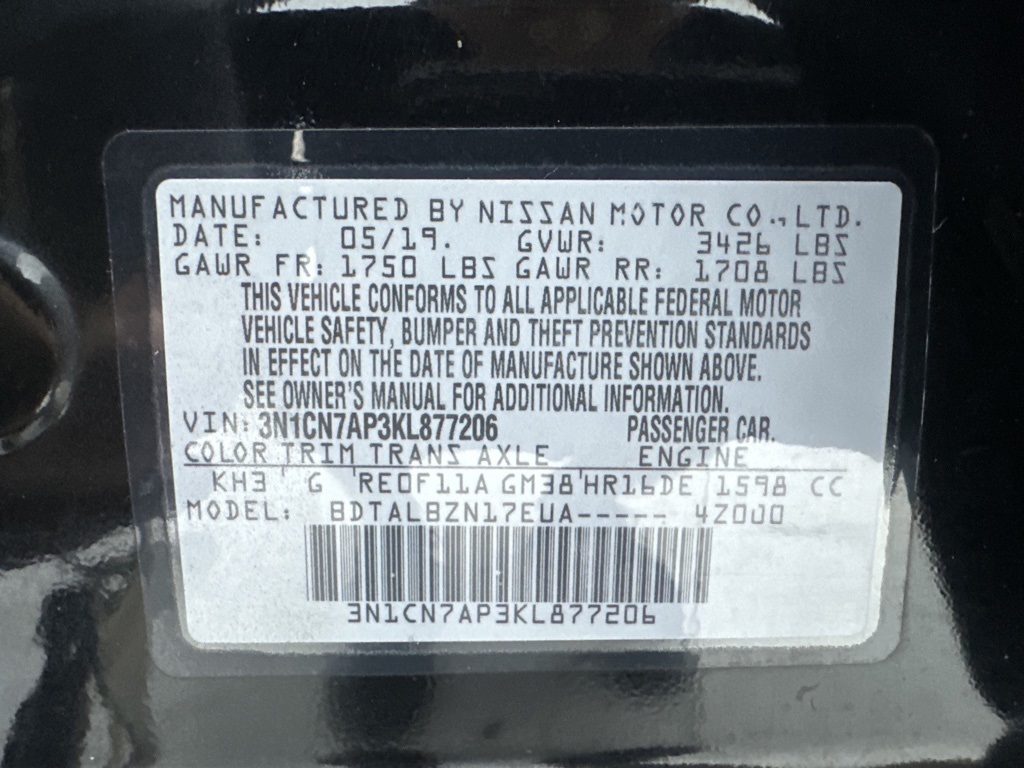 MANUFACTURED BY NISSAN MOTOR CO.,LTD.
DATE: 05/19. GVWR: 3426 LBS
GAWR FR: 1750 LBS GAWR RR: 1708 LBS
THIS VEHICLE CONFORMS TO ALL APPLICABLE FEDERAL MOTOR
VEHICLE SAFETY, BUMPER AND THEFT PREVENTION STANDARDS
IN EFFECT ON THE DATE OF MANUFACTURE SHOWN ABOVE.
SEE OWNER'S MANUAL FOR ADDITIONAL INFORMATION.
VIN: 3N1CN7AP3KL877206 PASSENGER CAR.
COLOR TRIM TRANS AXLE ENGINE
KH3 ' G 'RE0F11A GM38'HR16DE 1598 CC
MODEL: BDTALBZN17EUA----- 4Z0U0
3N1CN7AP3KL877206